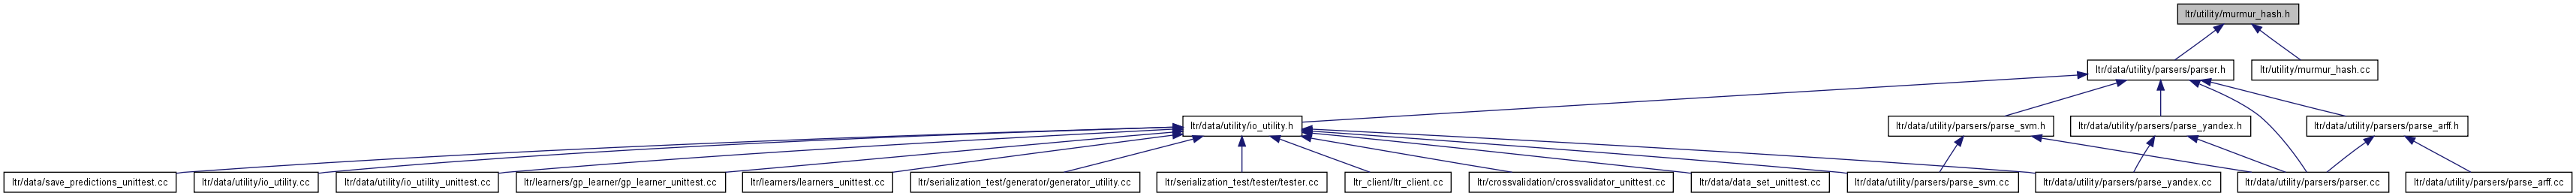 ltr/utility/murmur_hash.h
ltr/data/utility/parsers/parser.h
ltr/utility/murmur_hash.cc
ltr/data/utility/io_utility.h
ltr/data/utility/parsers/parse_svm.h
ltr/data/utility/parsers/parse_yandex.h
ltr/data/utility/parsers/parse_arff.h
ltr/data/save_predictions_unittest.cc
ltr/data/utility/io_utility.cc
ltr/data/utility/io_utility_unittest.cc
ltr/learners/gp_learner/gp_learner_unittest.cc
ltr/learners/learners_unittest.cc
ltr/serialization_test/generator/generator_utility.cc
ltr/serialization_test/tester/tester.cc
ltr_client/ltr_client.cc
ltr/crossvalidation/crossvalidator_unittest.cc
ltr/data/data_set_unittest.cc
ltr/data/utility/parsers/parse_svm.cc
ltr/data/utility/parsers/parse_yandex.cc
ltr/data/utility/parsers/parser.cc
ltr/data/utility/parsers/parse_arff.cc